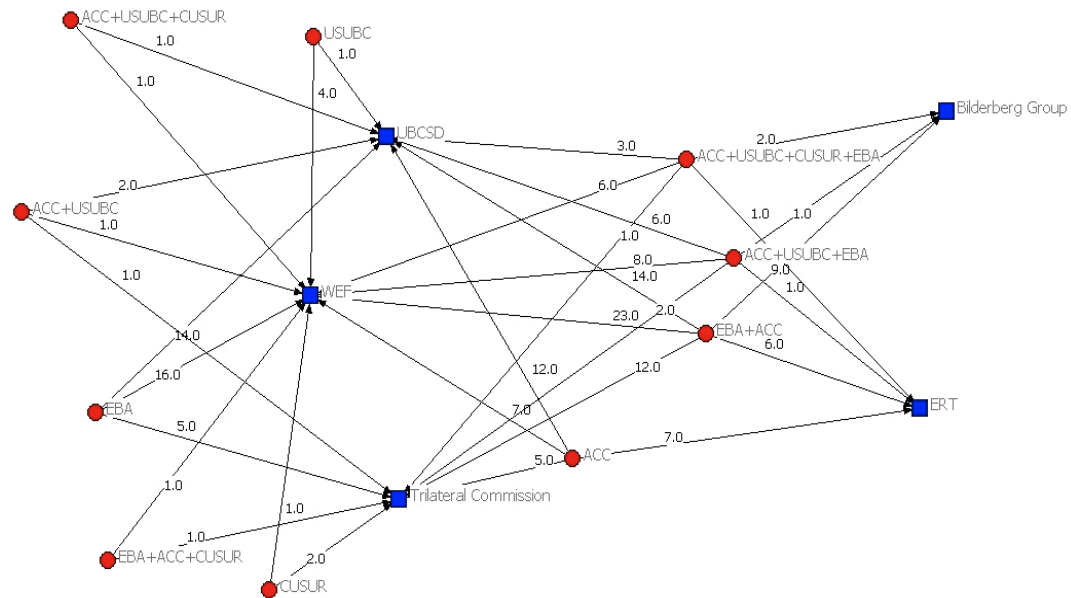 ACC+USUBC+CUSUR
USUBC
1.0
1.0
1.0
4.0
Bilderberg Group
UBCSD
2.0
3.0
ACC+USUBC+CUSUR+EBA
2.0
6.0
ACC+USUBC
1.0
6.0
1.0
1.0
1.0
ACC+USUBC+EBA
8.0
1.0
14.0
9.0
1.0
WEF
2.0
23.0
EBA+ACC
14.0
6.0
16.0
12.0
12.0
EBA
7.0
ERT
5.0
7.0
ACC
5.0
1.0
Trilateral Commission
1.0
1.0
EBA+ACC+CUSUR
2.0
CUSUR